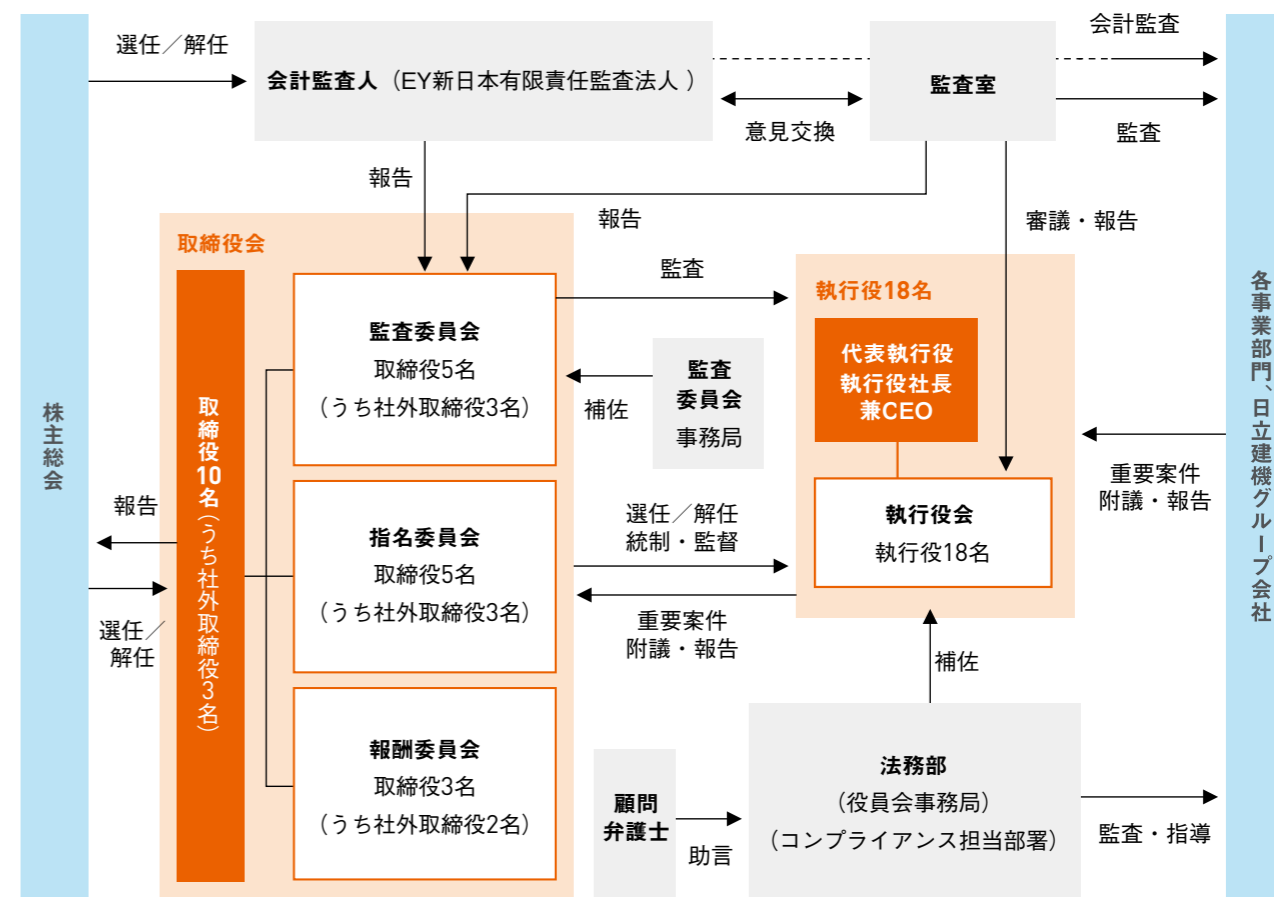 選任／解任
会計監査人（EY新日本有限責任監査法人 ）
監査室
会計監査
意見交換
監査
報告
報告
審議・報告
株主総会
取締役会
取締役10名（うち社外取締役3名）
監査委員会
取締役5名
（うち社外取締役3名）
監査
監査
委員会
事務局
補佐
執行役18名
代表執行役
執行役社長
兼CEO
執行役会
執行役18名
各事業部門、日立建機グループ会社
重要案件
附議・報告
報告
選任／
解任
指名委員会
取締役5名
（うち社外取締役3名）
選任／解任
統制・監督
重要案件
附議・報告
補佐
報酬委員会
取締役3名
（うち社外取締役2名）
顧問
弁護士
助言
法務部
（役員会事務局）
（コンプライアンス担当部署）
監査・指導